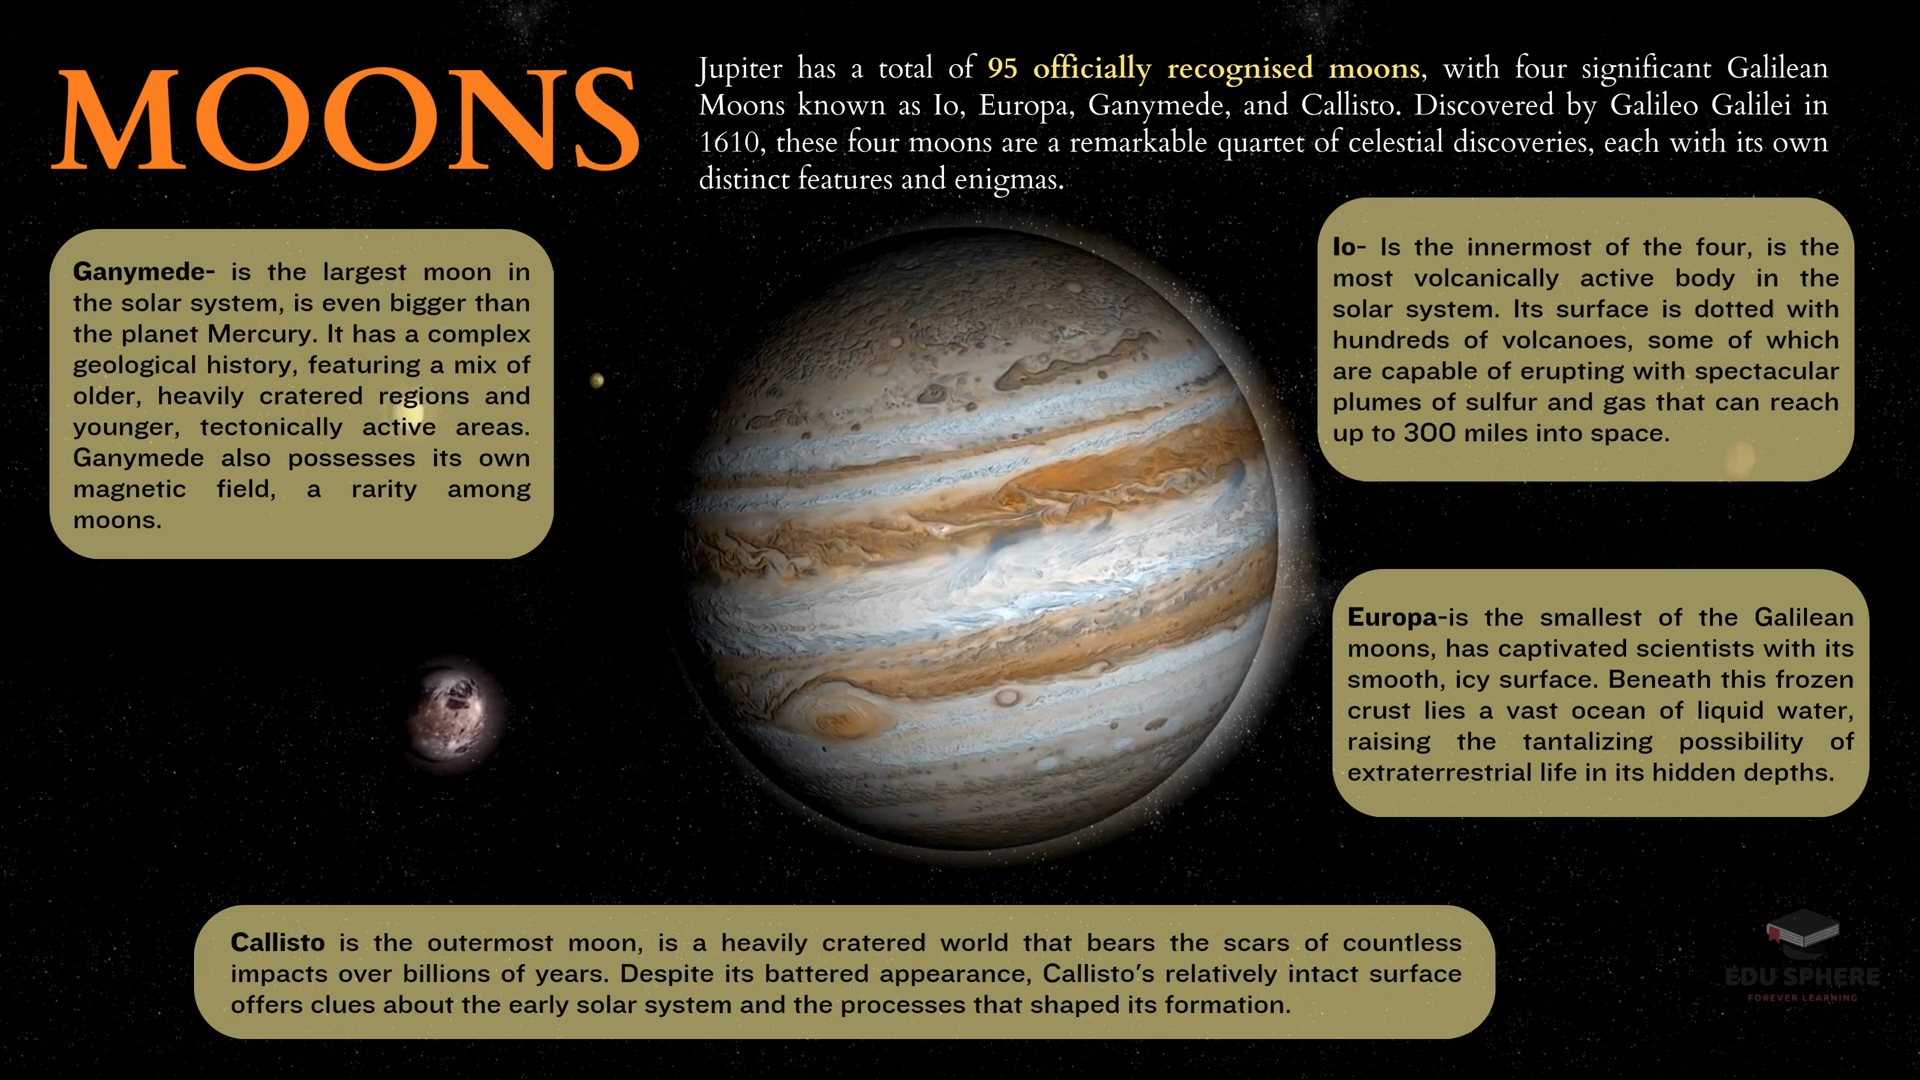 MOONS
Jupiter has a total of 95 officially recognised moons, with four significant Galilean
Moons known as Io, Europa, Ganymede, and Callisto. Discovered by Galileo Galilei in
1610, these four moons are a remarkable quartet of celestial discoveries, each with its own
distinct features and enigmas.
Ganymede- is the largest moon in
the solar system, is even bigger than
the planet Mercury. It has a complex
geological history, featuring a mix of
older, heavily cratered regions and
younger, tectonically active areas.
Ganymede also possesses its own
magnetic field, a rarity among
moons.
Io- Is the innermost of the four, is the
most volcanically active body in the
solar system. Its surface is dotted with
hundreds of volcanoes, some of which
are capable of erupting with spectacular
plumes of sulfur and gas that can reach
up to 300 miles into space.
Europa-is the smallest of the Galilean
moons, has captivated scientists with its
smooth, icy surface. Beneath this frozen
crust lies a vast ocean of liquid water,
raising the tantalizing possibility of
extraterrestrial life in its hidden depths.
Callisto is the outermost moon, is a heavily cratered world that bears the scars of countless
impacts over billions of years. Despite its battered appearance, Callisto's relatively intact surface
offers clues about the early solar system and the processes that shaped its formation.
EDU SPHERE
FOREVER LEARNING